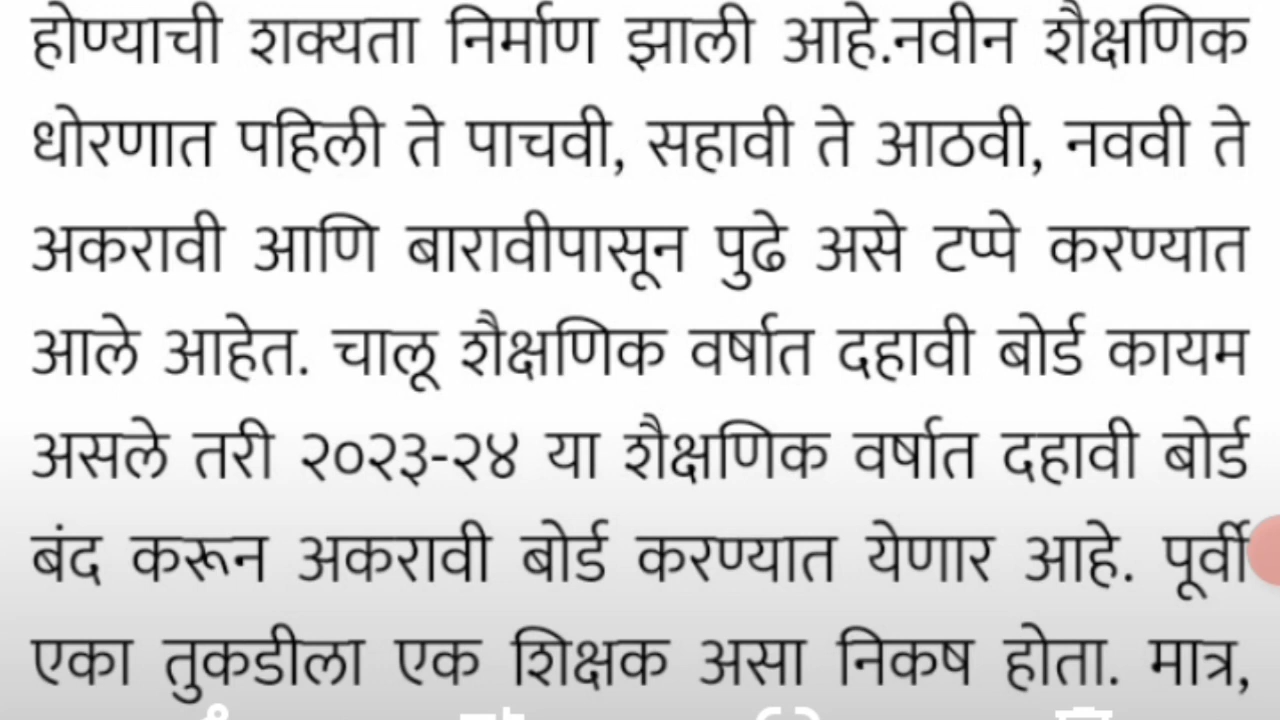 होण्याची शक्यता निर्माण झाली आहे.नवीन शैक्षणिक
धोरणात पहिली ते पाचवी, सहावी ते आठवी, नववी ते
अकरावी आणि बारावीपासून पुढे असे टप्पे करण्यात
आले आहेत. चालू शैक्षणिक वर्षात दहावी बोर्ड कायम
असले तरी २०२३-२४ या शैक्षणिक वर्षात दहावी बोर्ड
बंद करून अकरावी बोर्ड करण्यात येणार आहे. पूर्वी
एका तुकडीला एक शिक्षक असा निकष होता. मात्र,